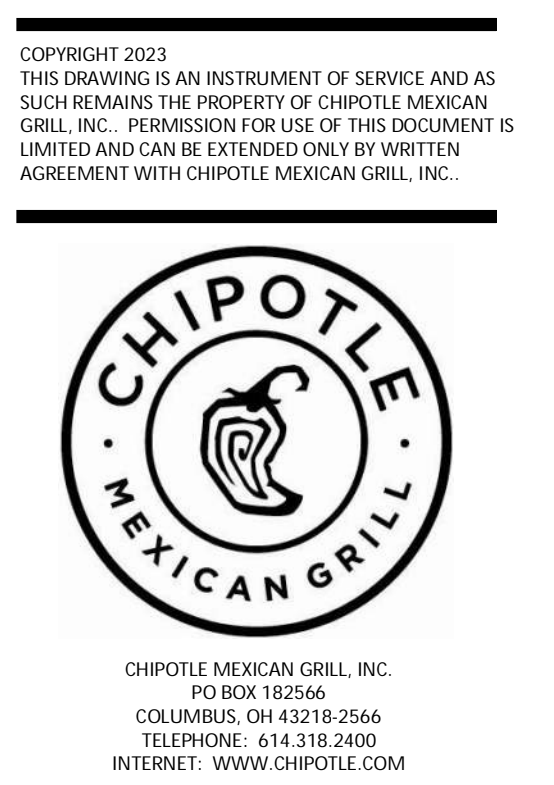 COPYRIGHT 2023
THIS DRAWING IS AN INSTRUMENT OF SERVICE AND AS
SUCH REMAINS THE PROPERTY OF CHIPOTLE MEXICAN
GRILL, INC..  PERMISSION FOR USE OF THIS DOCUMENT IS
LIMITED AND CAN BE EXTENDED ONLY BY WRITTEN
AGREEMENT WITH CHIPOTLE MEXICAN GRILL, INC..
CHIPOTLE
· MEXICAN GRILL ·
CHIPOTLE MEXICAN GRILL, INC.
PO BOX 182566
COLUMBUS, OH 43218-2566
TELEPHONE:  614.318.2400
INTERNET:  WWW.CHIPOTLE.COM